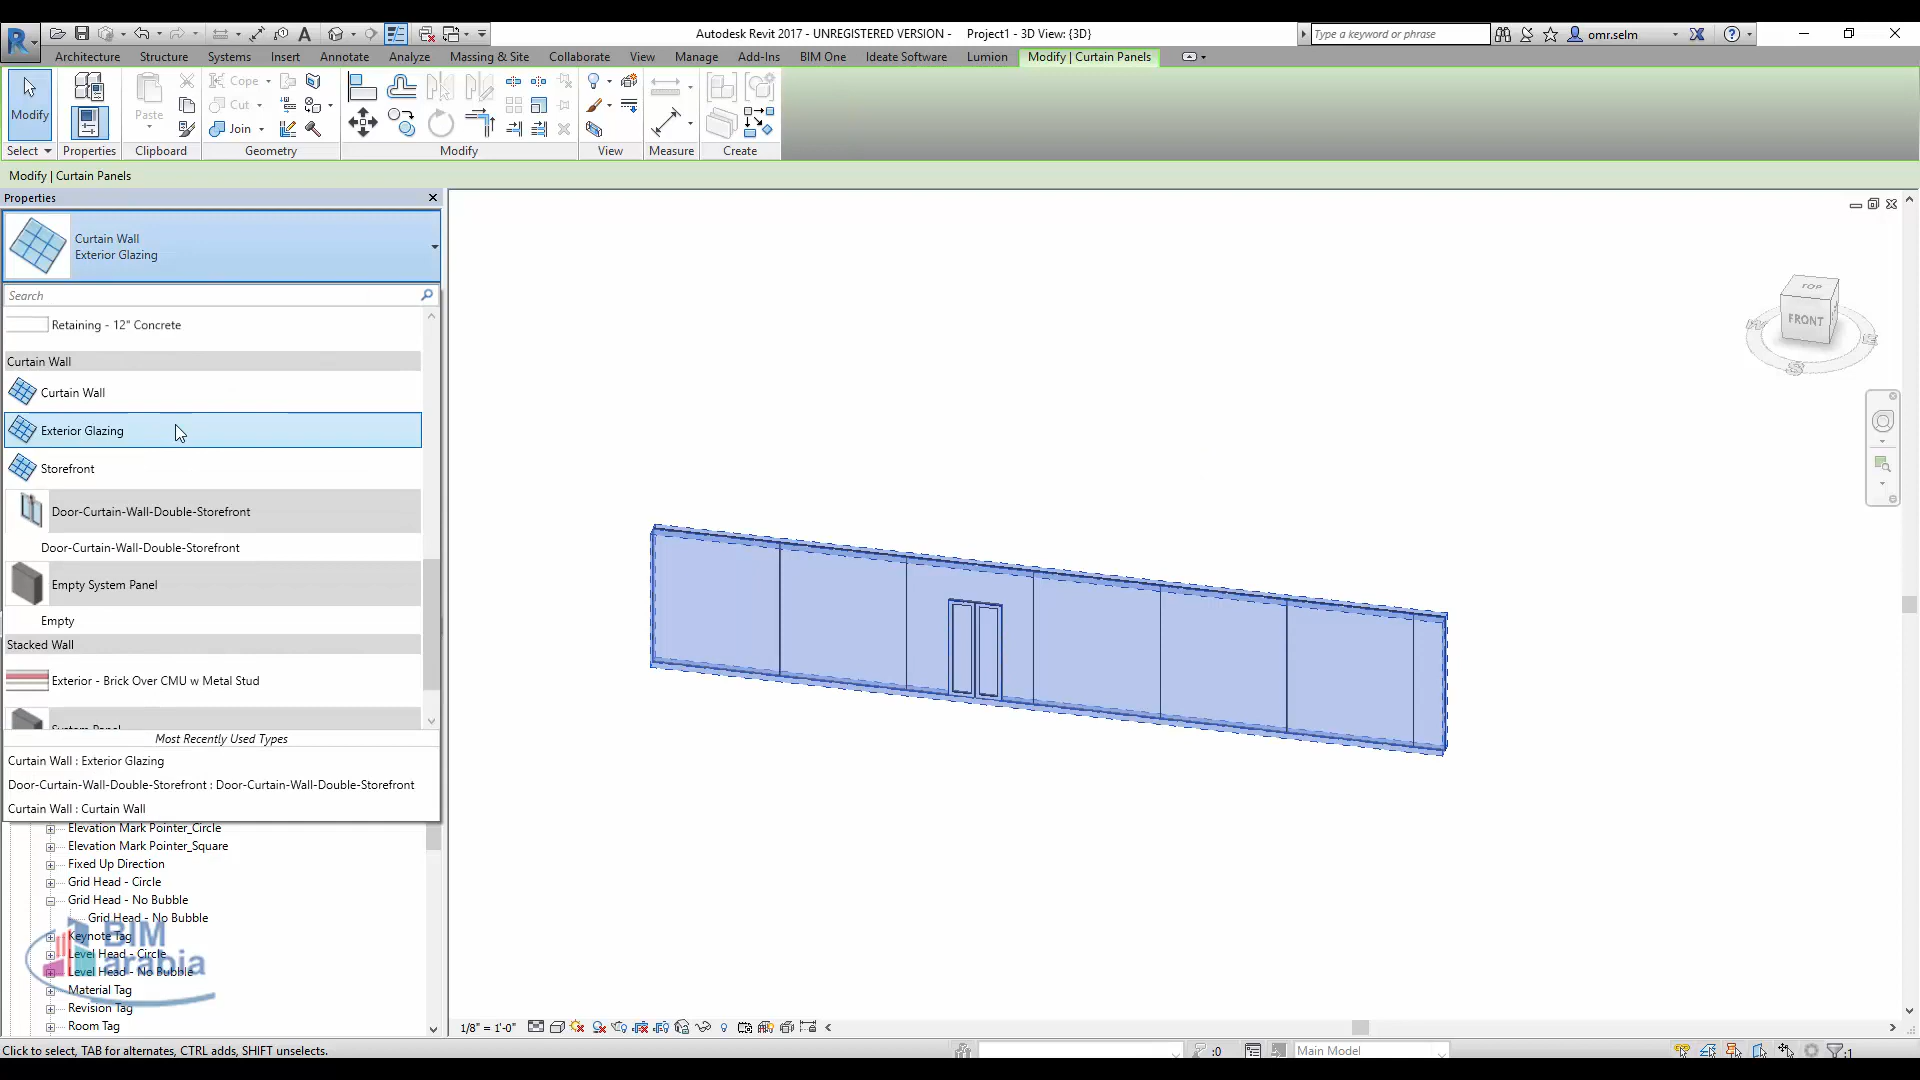 Autodesk Revit 2017 - UNREGISTERED VERSION - Project1 - 3D View: {3D}
Type a keyword or phrase
omr.selm
Architecture Structure Systems Insert Annotate Analyze Massing & Site Collaborate View Manage Add-Ins BIM One Ideate Software Lumion Modify | Curtain Panels
Modify
Paste
Cope
Cut
Join
Select Properties Clipboard Geometry Modify View Measure Create
Modify | Curtain Panels
Properties
Curtain Wall
Exterior Glazing
Search
Retaining - 12" Concrete
Curtain Wall
Curtain Wall
Exterior Glazing
Storefront
Door-Curtain-Wall-Double-Storefront
Door-Curtain-Wall-Double-Storefront
Empty System Panel
Empty
Stacked Wall
Exterior - Brick Over CMU w Metal Stud
System Panel
Most Recently Used Types
Curtain Wall : Exterior Glazing
Door-Curtain-Wall-Double-Storefront : Door-Curtain-Wall-Double-Storefront
Curtain Wall : Curtain Wall
Elevation Mark Pointer_Circle
Elevation Mark Pointer_Square
Fixed Up Direction
Grid Head - Circle
Grid Head - No Bubble
Grid Head - No Bubble
Keynote Tag
Level Head - Circle
Level Head - No Bubble
Material Tag
Revision Tag
Room Tag
BIM
arabia
TOP
FRONT
S
1/8" = 1'-0"
Click to select, TAB for alternates, CTRL adds, SHIFT unselects.
:0
Main Model
:1